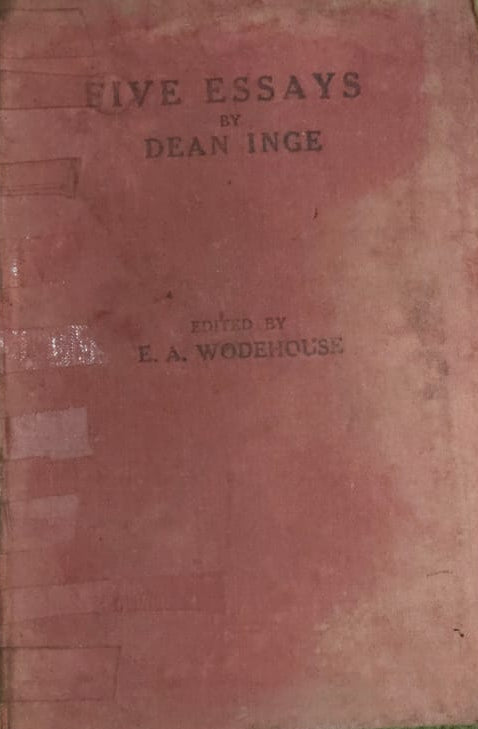 FIVE ESSAYS
BY
DEAN INGE
EDITED BY
E. A. WODEHOUSE